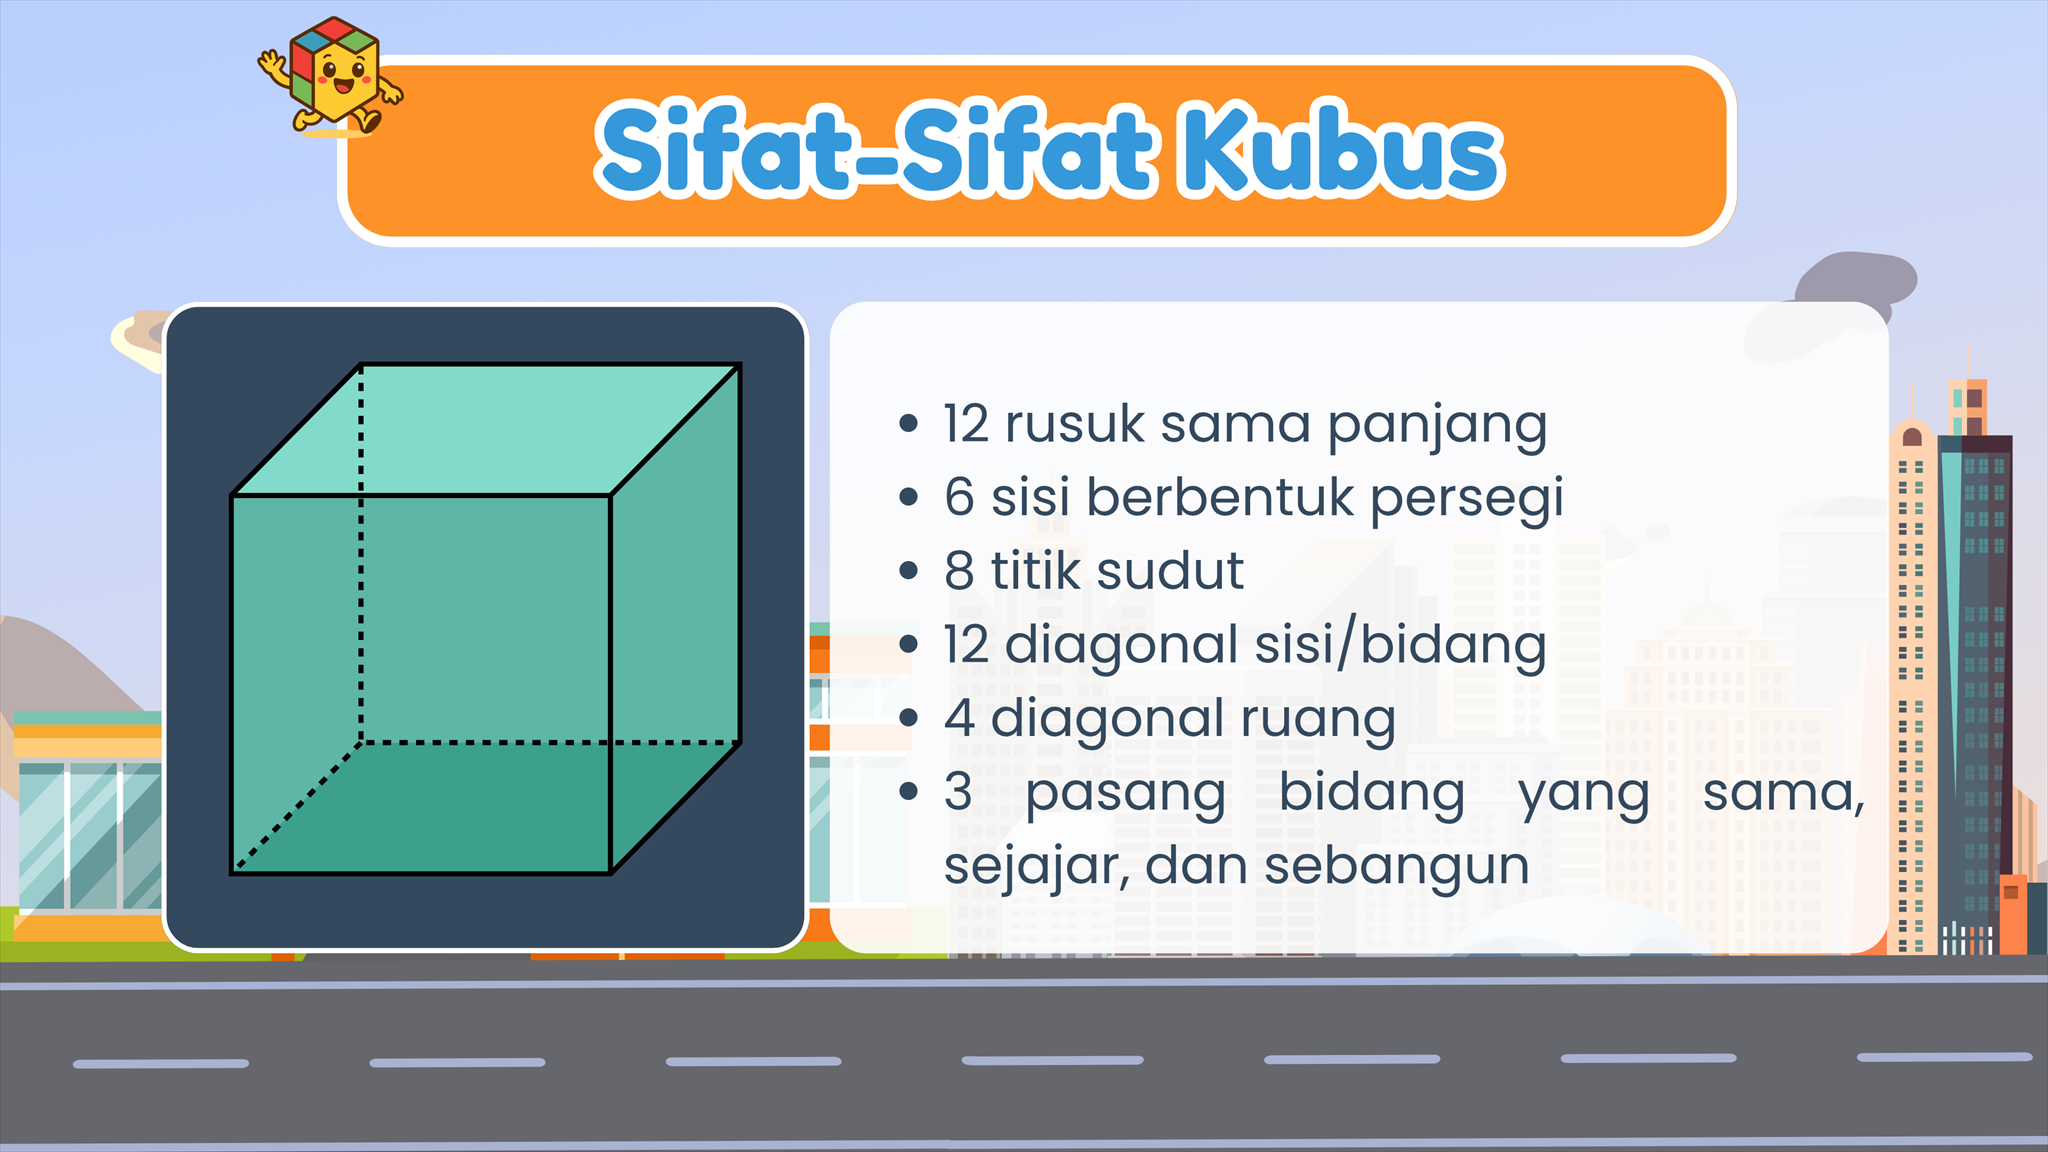 Sifat-Sifat Kubus
• 12 rusuk sama panjang
• 6 sisi berbentuk persegi
• 8 titik sudut
• 12 diagonal sisi/bidang
• 4 diagonal ruang
• 3 pasang bidang yang sama,
sejajar, dan sebangun